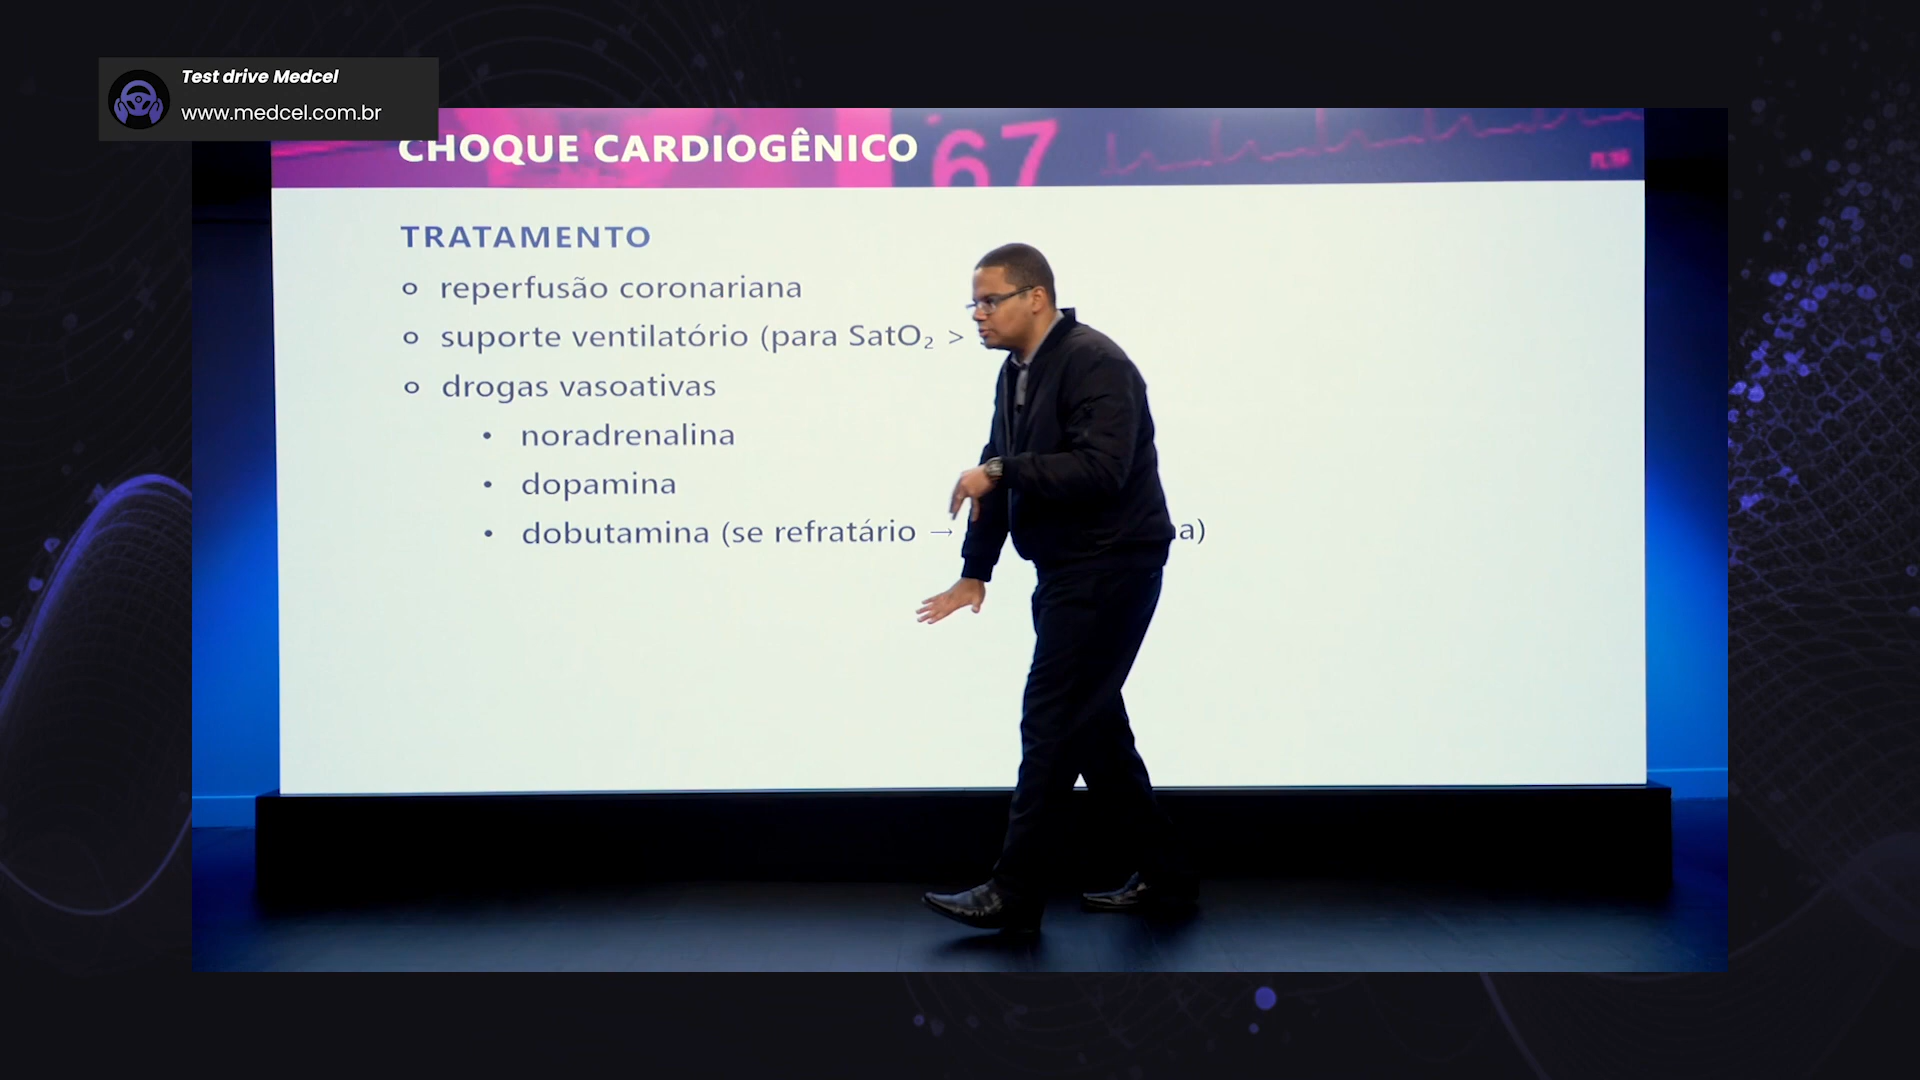 Test drive Medcel
www.medcel.com.br
CHOQUE CARDIOGÊNICO
67
TRATAMENTO
o reperfusão coronariana
o suporte ventilatório (para SatO₂ >
o drogas vasoativas
• noradrenalina
• dopamina
• dobutamina (se refratário → a)